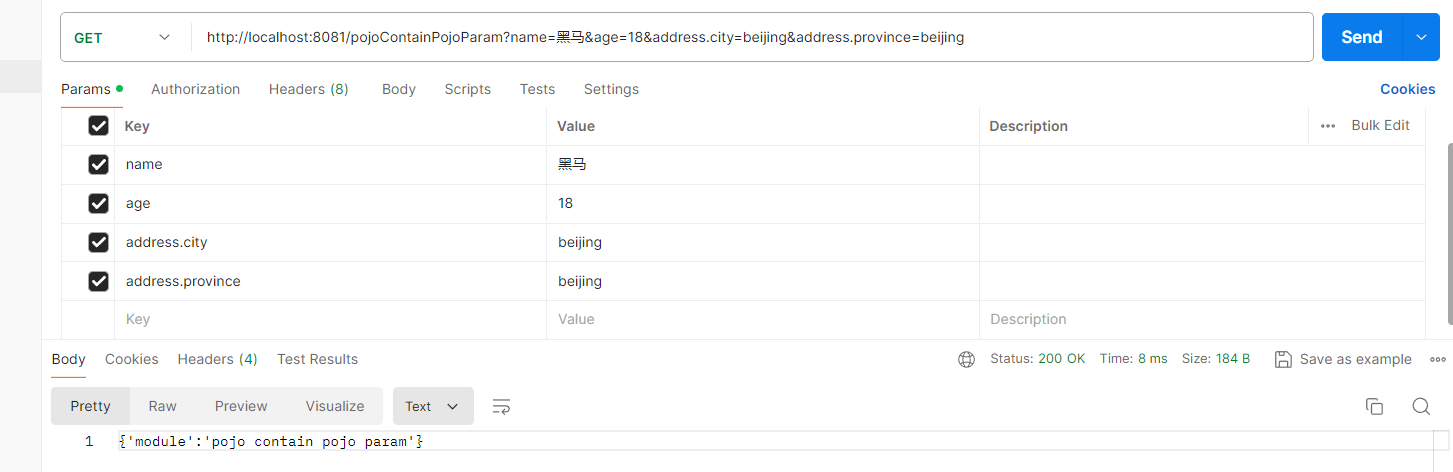 GET http://localhost:8081/pojoContainPojoParam?name=黑马&age=18&address.city=beijing&address.province=beijing Send
Params Authorization Headers (8) Body Scripts Tests Settings Cookies
Key Value Description Bulk Edit
name 黑马
age 18
address.city beijing
address.province beijing
Key Value Description
Body Cookies Headers (4) Test Results Status: 200 OK Time: 8 ms Size: 184 B Save as example
Pretty Raw Preview Visualize Text
1 {'module':'pojo contain pojo param'}